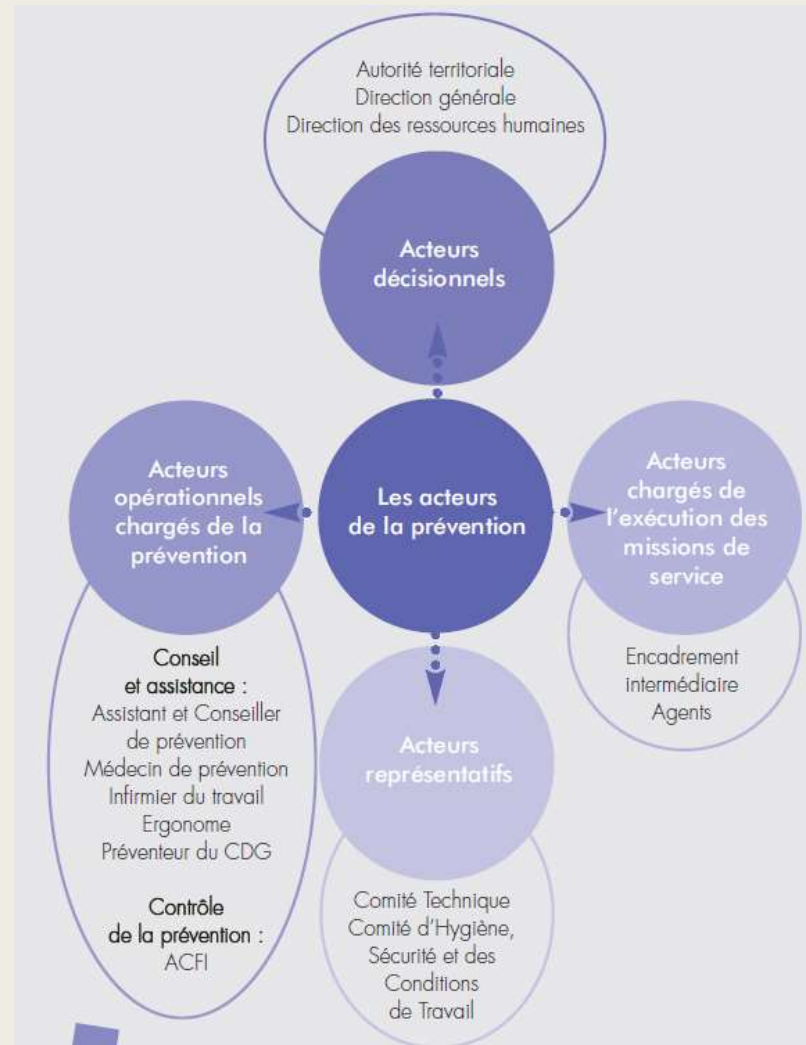 Autorité territoriale
Direction générale
Direction des ressources humaines
Acteurs
décisionnels
Acteurs
opérationnels
chargés de la
prévention
Les acteurs
de la prévention
Acteurs
chargés de
l'exécution des
missions de
service
Conseil
et assistance :
Assistant et Conseiller
de prévention
Médecin de prévention
Infirmier du travail
Ergonome
Préventeur du CDG
Contrôle
de la prévention :
ACFI
Acteurs
représentatifs
Comité Technique
Comité d'Hygiène,
Sécurité et des
Conditions
de Travail
Encadrement
intermédiaire
Agents